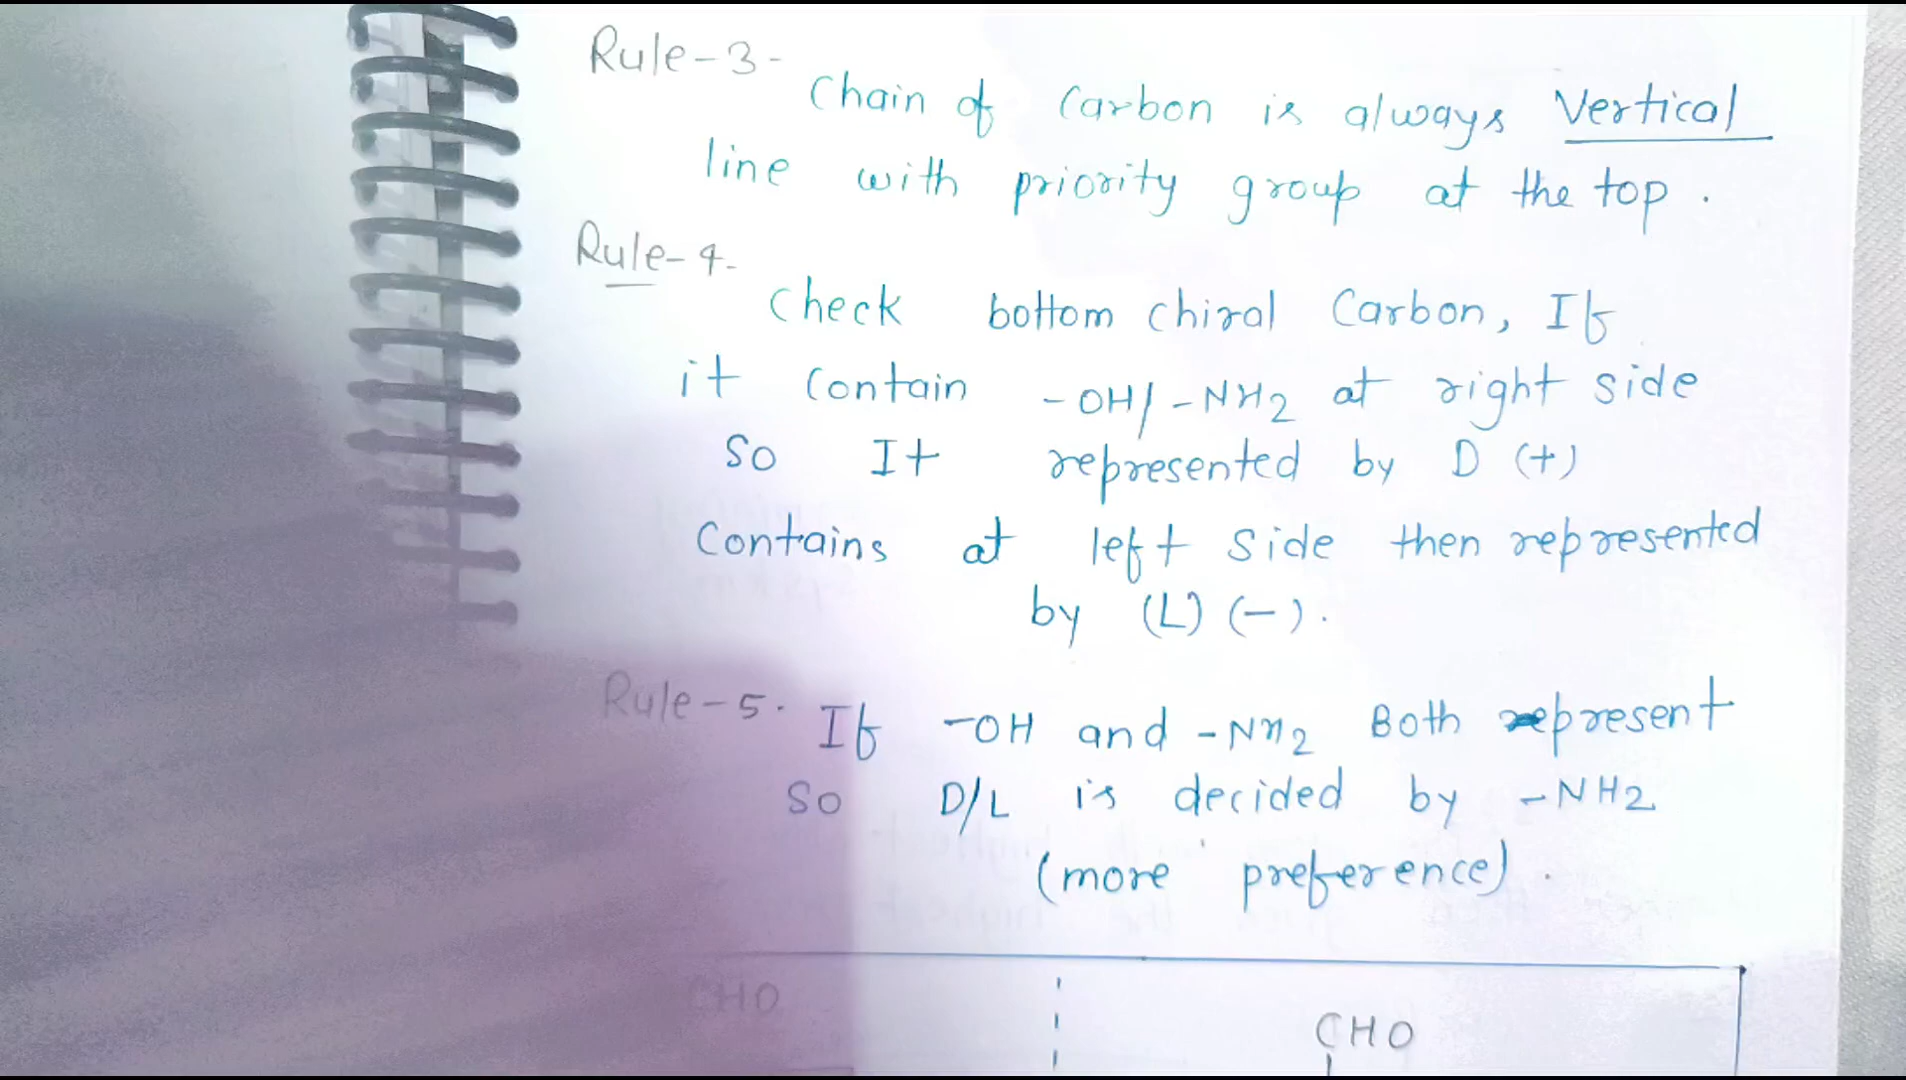 Rule-3-
Chain of Carbon is always Vertical
line with priority group at the top.
Rule-4-
Check bottom chiral Carbon, If
it contain -OH/-NH2 at right side
so It represented by D (+)
Contains at left side then represented
by (L) (-).
Rule-5. If -OH and -NH2 Both represent
so D/L is decided by -NH2
(more preference).
CHO
CHO